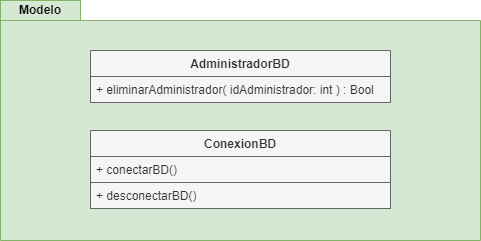 Modelo
AdministradorBD
+ eliminarAdministrador( idAdministrador: int ) : Bool
ConexionBD
+ conectarBD()
+ desconectarBD()